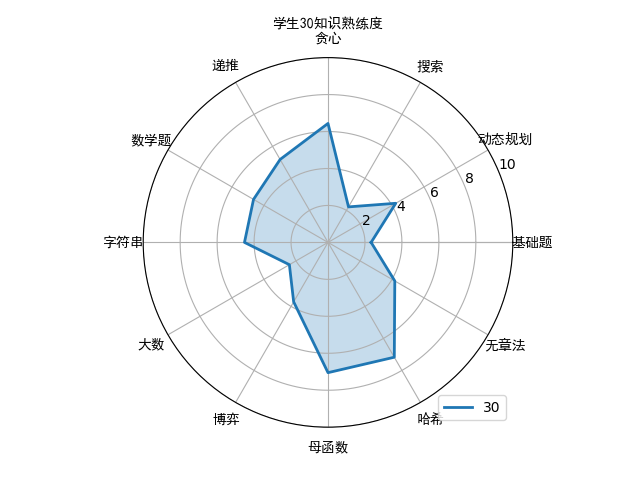 学生30知识熟练度
贪心
递推
搜索
数学题
动态规划
10
8
6
4
2
字符串
基础题
大数
无章法
博弈
哈希
30
母函数